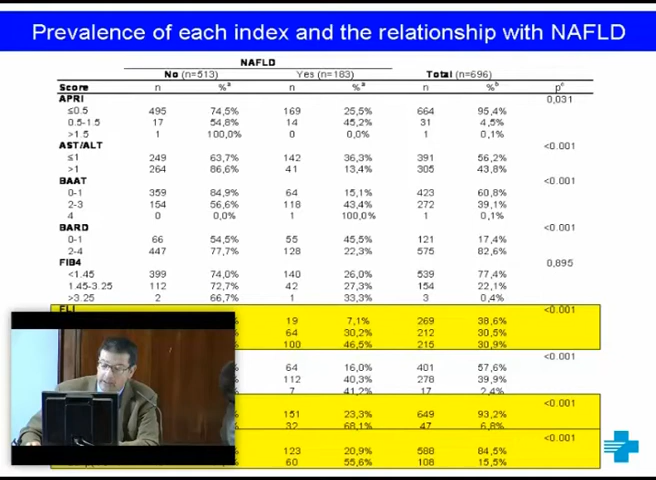 Prevalence of each index and the relationship with NAFLD
NAFLD
No (n=513) Yes (n=183) Total (n=696)
Score n %ª n %ª n %ᵇ pᶜ
APRI 0,031
≤0.5 495 74,5% 169 25,5% 664 95,4%
0.5-1.5 17 54,8% 14 45,2% 31 4,5%
>1.5 1 100,0% 0 0,0% 1 0,1%
AST/ALT <0.001
≤1 249 63,7% 142 36,3% 391 56,2%
>1 264 86,6% 41 13,4% 305 43,8%
BAAT <0.001
0-1 359 84,9% 64 15,1% 423 60,8%
2-3 154 56,6% 118 43,4% 272 39,1%
4 0 0,0% 1 100,0% 1 0,1%
BARD <0.001
0-1 66 54,5% 55 45,5% 121 17,4%
2-4 447 77,7% 128 22,3% 575 82,6%
FIB4 0,895
<1.45 399 74,0% 140 26,0% 539 77,4%
1.45-3.25 112 72,7% 42 27,3% 154 22,1%
>3.25 2 66,7% 1 33,3% 3 0,4%
FLI <0.001
19 7,1% 269 38,6%
64 30,2% 212 30,5%
100 46,5% 215 30,9%
<0.001
64 16,0% 401 57,6%
112 40,3% 278 39,9%
7 41,2% 17 2,4%
<0.001
151 23,3% 649 93,2%
32 68,1% 47 6,8%
<0.001
123 20,9% 588 84,5%
60 55,6% 108 15,5%